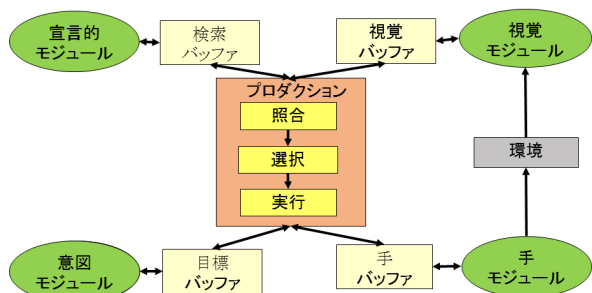 宣言的
モジュール
検索
バッファ
視覚
バッファ
視覚
モジュール
プロダクション
照合
選択
実行
環境
意図
モジュール
目標
バッファ
手
バッファ
手
モジュール